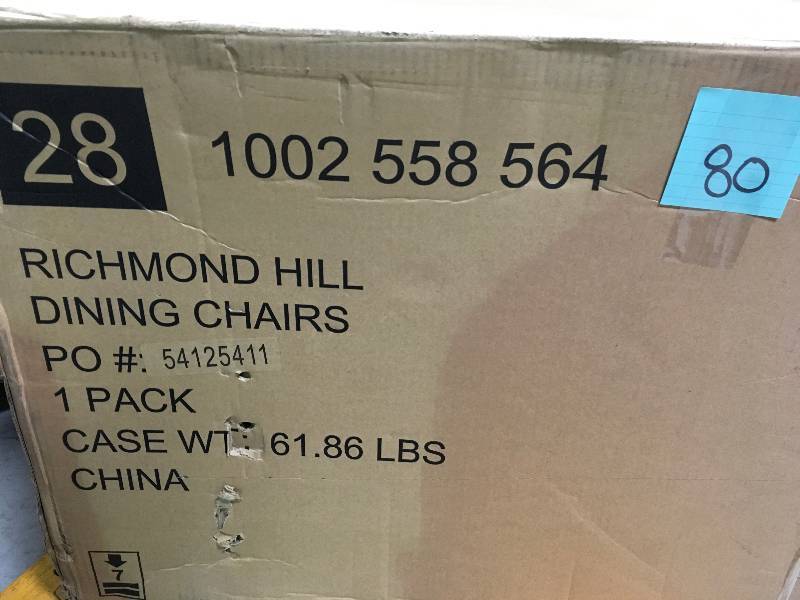 28 1002 558 564 80
RICHMOND HILL
DINING CHAIRS
PO #: 54125411
1 PACK
CASE WT: 61.86 LBS
CHINA
7